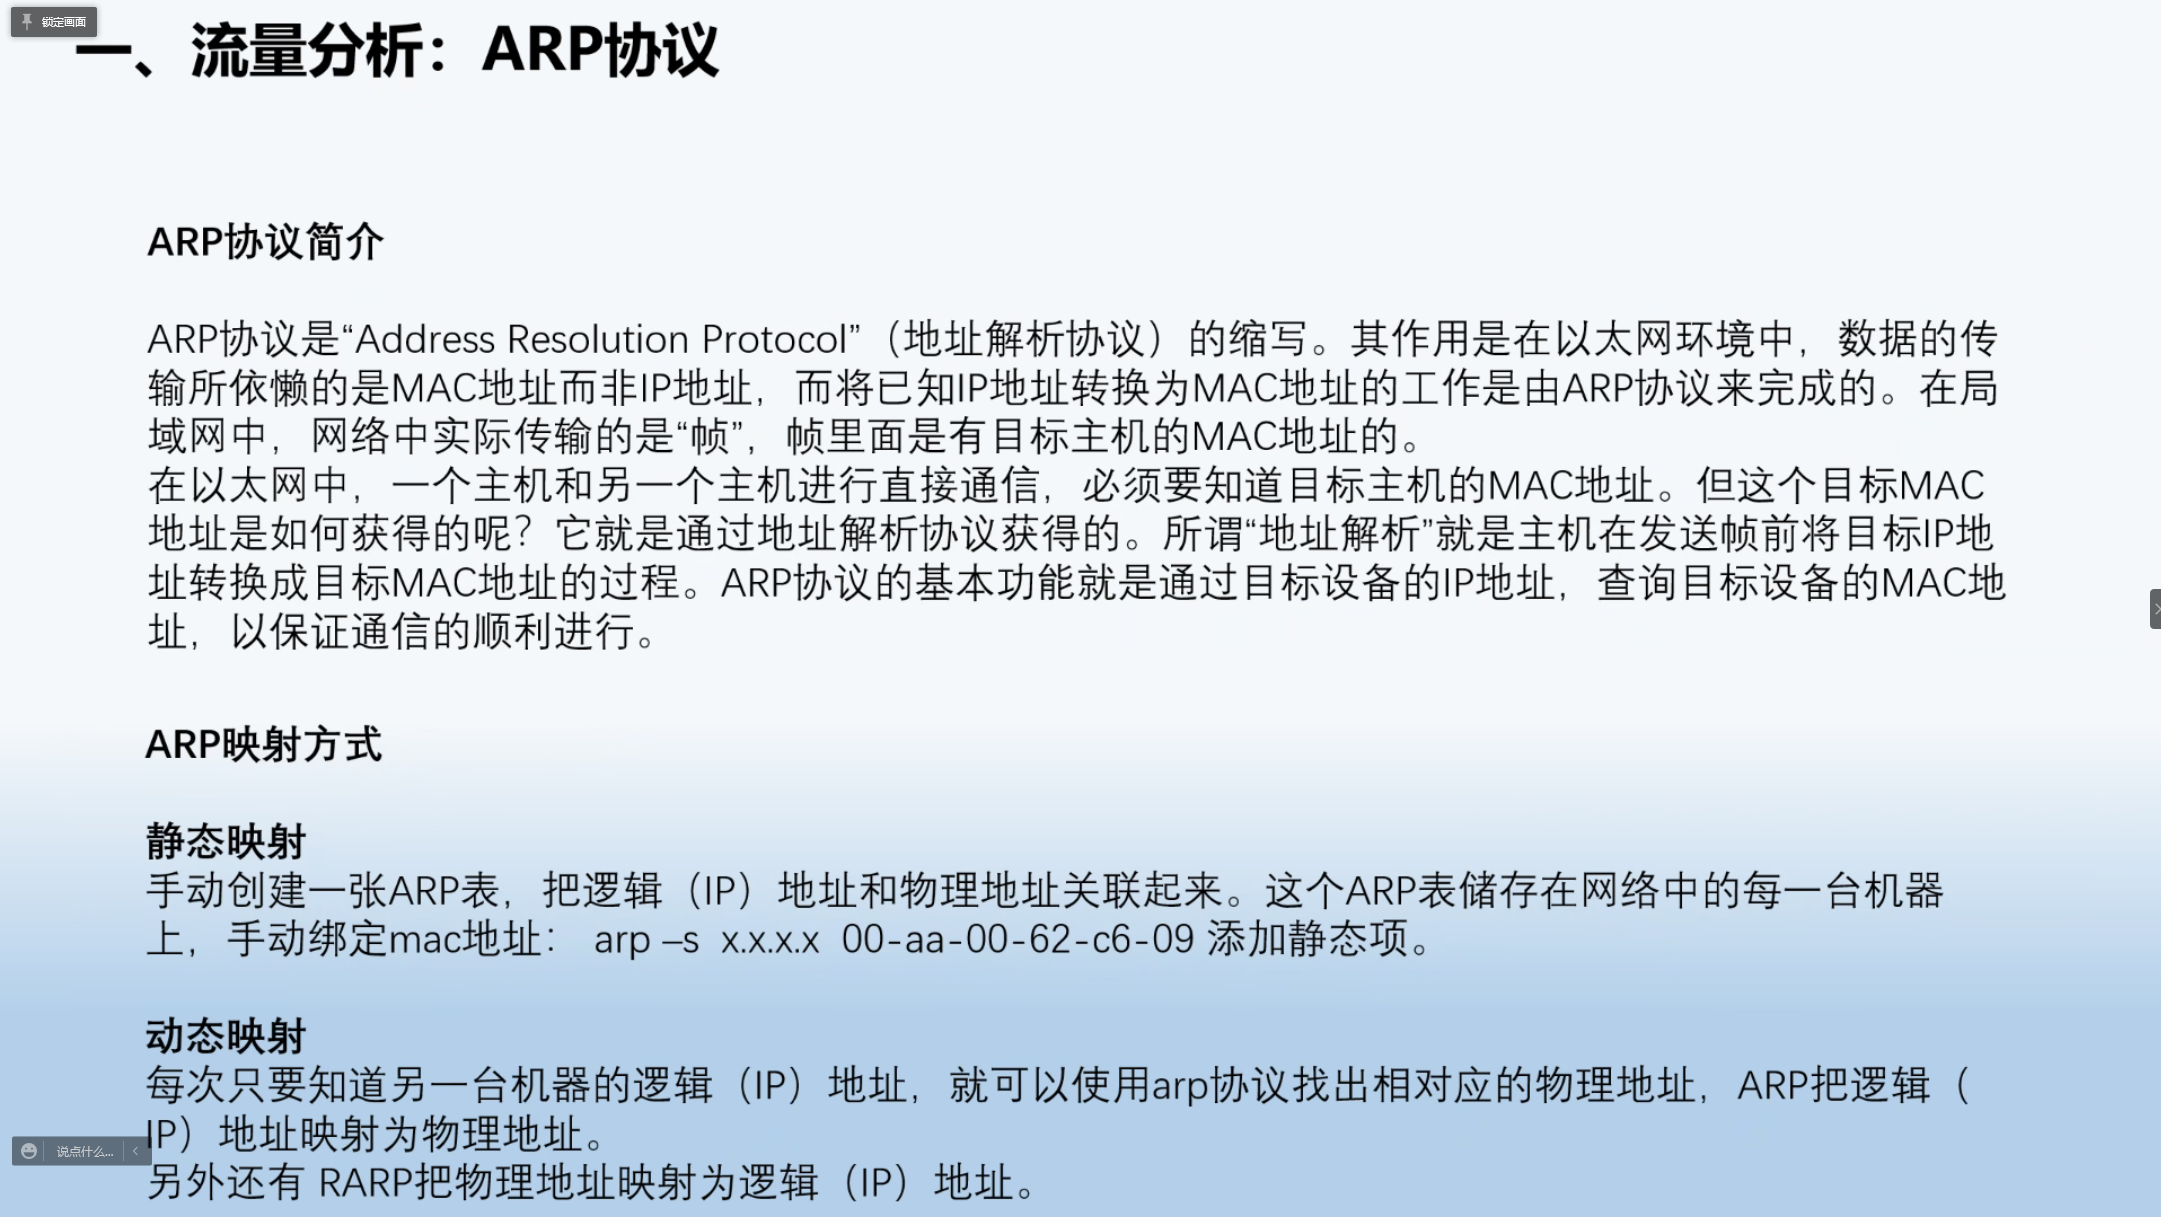 锁定画面
一、流量分析：ARP协议
ARP协议简介
ARP协议是“Address Resolution Protocol”（地址解析协议）的缩写。其作用是在以太网环境中，数据的传
输所依懒的是MAC地址而非IP地址，而将已知IP地址转换为MAC地址的工作是由ARP协议来完成的。在局
域网中，网络中实际传输的是“帧”，帧里面是有目标主机的MAC地址的。
在以太网中，一个主机和另一个主机进行直接通信，必须要知道目标主机的MAC地址。但这个目标MAC
地址是如何获得的呢？它就是通过地址解析协议获得的。所谓“地址解析”就是主机在发送帧前将目标IP地
址转换成目标MAC地址的过程。ARP协议的基本功能就是通过目标设备的IP地址，查询目标设备的MAC地
址，以保证通信的顺利进行。
ARP映射方式
静态映射
手动创建一张ARP表，把逻辑（IP）地址和物理地址关联起来。这个ARP表储存在网络中的每一台机器
上，手动绑定mac地址： arp –s x.x.x.x 00-aa-00-62-c6-09 添加静态项。
动态映射
每次只要知道另一台机器的逻辑（IP）地址，就可以使用arp协议找出相对应的物理地址，ARP把逻辑（
IP）地址映射为物理地址。
说点什么...
另外还有 RARP把物理地址映射为逻辑（IP）地址。